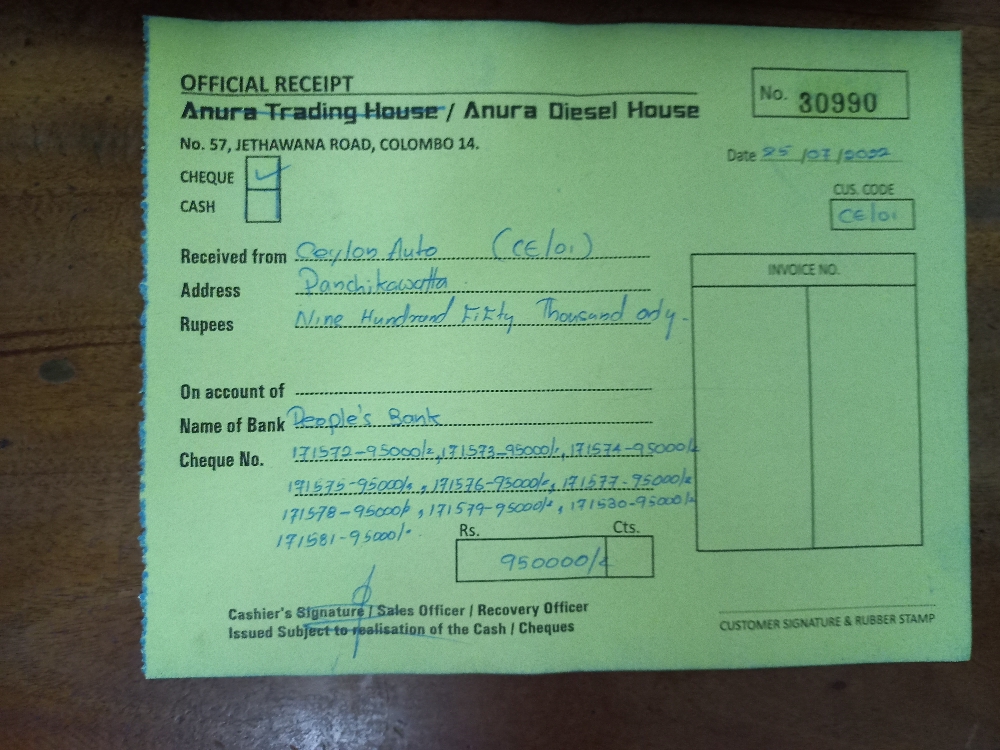 OFFICIAL RECEIPT
Anura Trading House / Anura Diesel House
No. 30990
No. 57, JETHAWANA ROAD, COLOMBO 14.
Date 25/07/2022
CHEQUE ✓
CASH
CUS. CODE
CE/01
Received from Ceylon Auto (CE/01)
Address Panchikawatta
Rupees Nine Hundrand Fifty Thousand only-
INVOICE NO.
On account of
Name of Bank People's Bank
Cheque No. 171572-95000/-, 171573-95000/-, 171574-95000/-
171575-95000/-, 171576-95000/-, 171577-95000/-
171578-95000/-, 171579-95000/-, 171580-95000/-
171581-95000/-
Rs. Cts.
950000/-
Cashier's Signature / Sales Officer / Recovery Officer
Issued Subject to realisation of the Cash / Cheques
CUSTOMER SIGNATURE & RUBBER STAMP